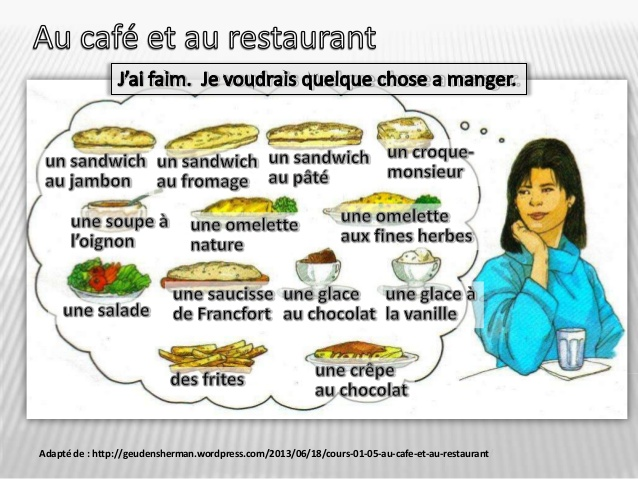 Au café et au restaurant
J'ai faim. Je voudrais quelque chose a manger.
un sandwich
au jambon
un sandwich
au fromage
un sandwich
au pâté
un croque-
monsieur
une soupe à
l'oignon
une omelette
nature
une omelette
aux fines herbes
une salade
une saucisse
de Francfort
une glace
au chocolat
une glace à
la vanille
des frites
une crêpe
au chocolat
Adapté de : http://geudensherman.wordpress.com/2013/06/18/cours-01-05-au-cafe-et-au-restaurant